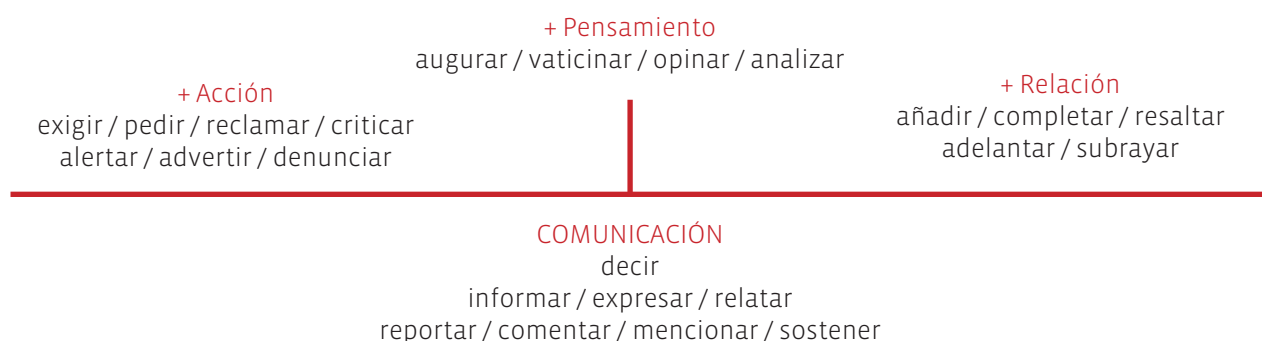 + Pensamiento
augurar / vaticinar / opinar / analizar
+ Acción
exigir / pedir / reclamar / criticar
alertar / advertir / denunciar
+ Relación
añadir / completar / resaltar
adelantar / subrayar
COMUNICACIÓN
decir
informar / expresar / relatar
reportar / comentar / mencionar / sostener